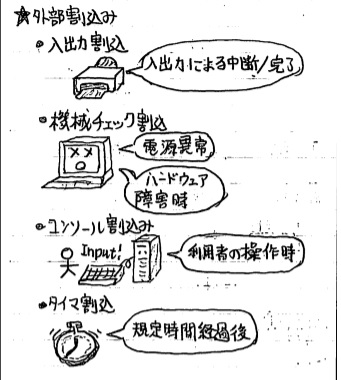 ☆外部割込み
・入出力割込
入出力による中断/完了
・機械チェック割込
電源異常
ハードウェア
障害時
・コンソール割込み
Input!
利用者の操作時
・タイマ割込
規定時間経過後